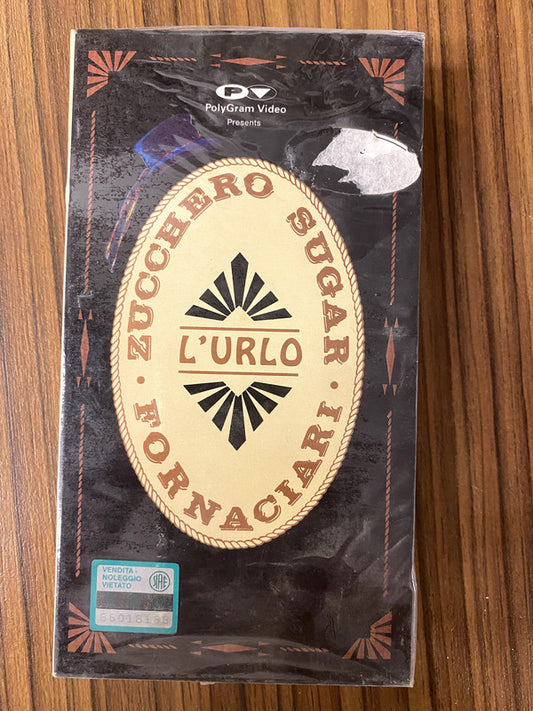 PolyGram Video
Presents
ZUCCHERO SUGAR
L'URLO
FORNACIARI
VENDITA -
NOLEGGIO
VIETATO